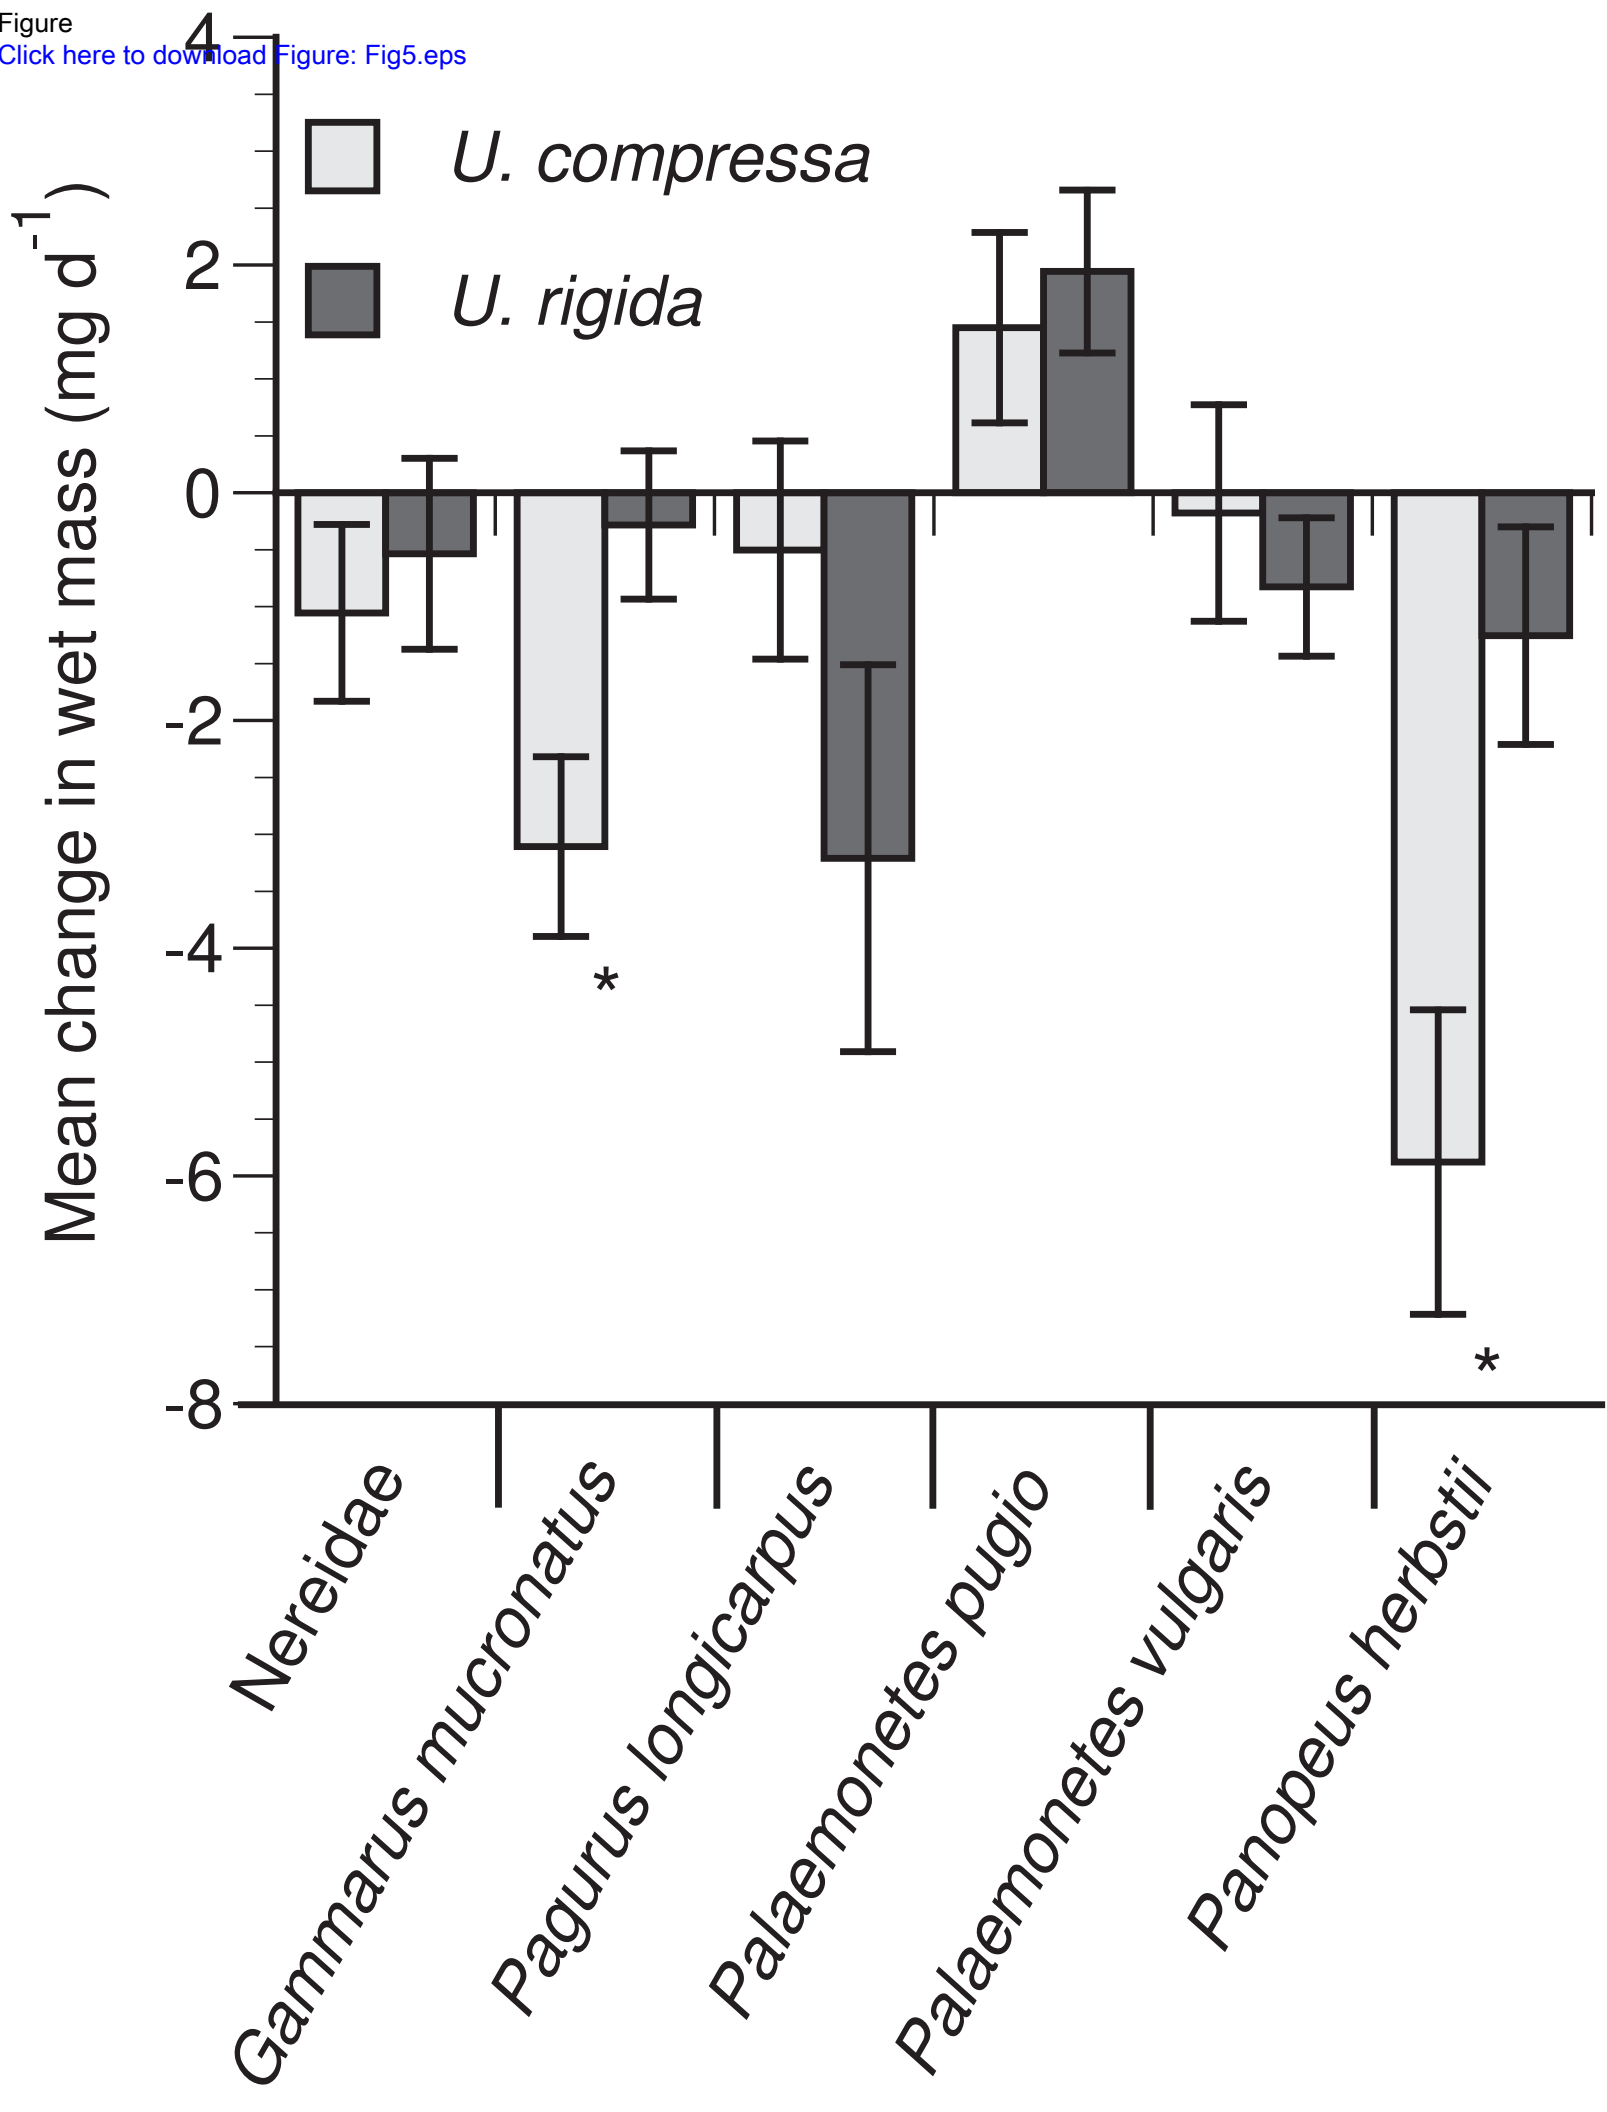 Figure
Click here to download Figure: Fig5.eps
4
2
0
-2
-4
-6
-8
Mean change in wet mass (mg d-1)
U. compressa
U. rigida
*
*
Nereidae
Gammarus mucronatus
Pagurus longicarpus
Palaemonetes pugio
Palaemonetes vulgaris
Panopeus herbstii